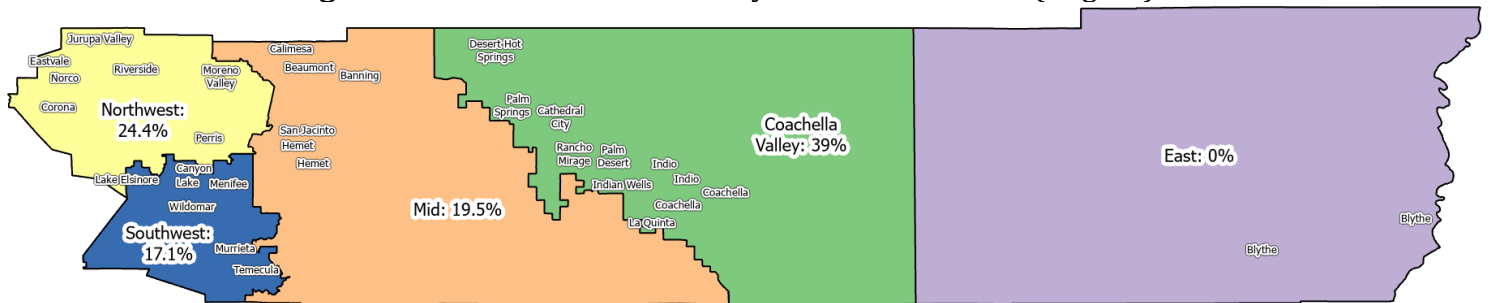 Jurupa Valley
Eastvale
Norco
Riverside
Moreno
Valley
Corona
Northwest:
24.4%
Perris
Lake Elsinore
Canyon
Lake
Menifee
Wildomar
Southwest:
17.1%
Murrieta
Temecula
Calimesa
Beaumont
Banning
San Jacinto
Hemet
Hemet
Mid: 19.5%
Desert Hot
Springs
Palm
Springs
Cathedral
City
Rancho
Mirage
Palm
Desert
Indio
Indio
Indian Wells
Coachella
Coachella
La Quinta
Coachella
Valley: 39%
East: 0%
Blythe
Blythe